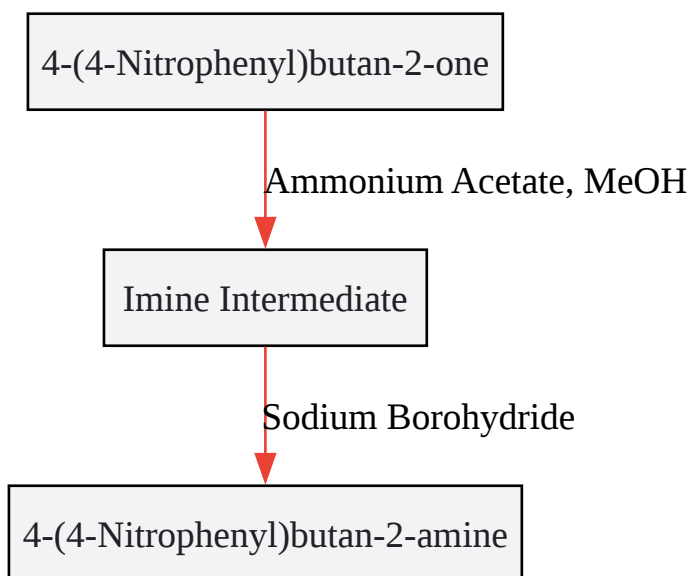 4-(4-Nitrophenyl)butan-2-one
Ammonium Acetate, MeOH
Imine Intermediate
Sodium Borohydride
4-(4-Nitrophenyl)butan-2-amine